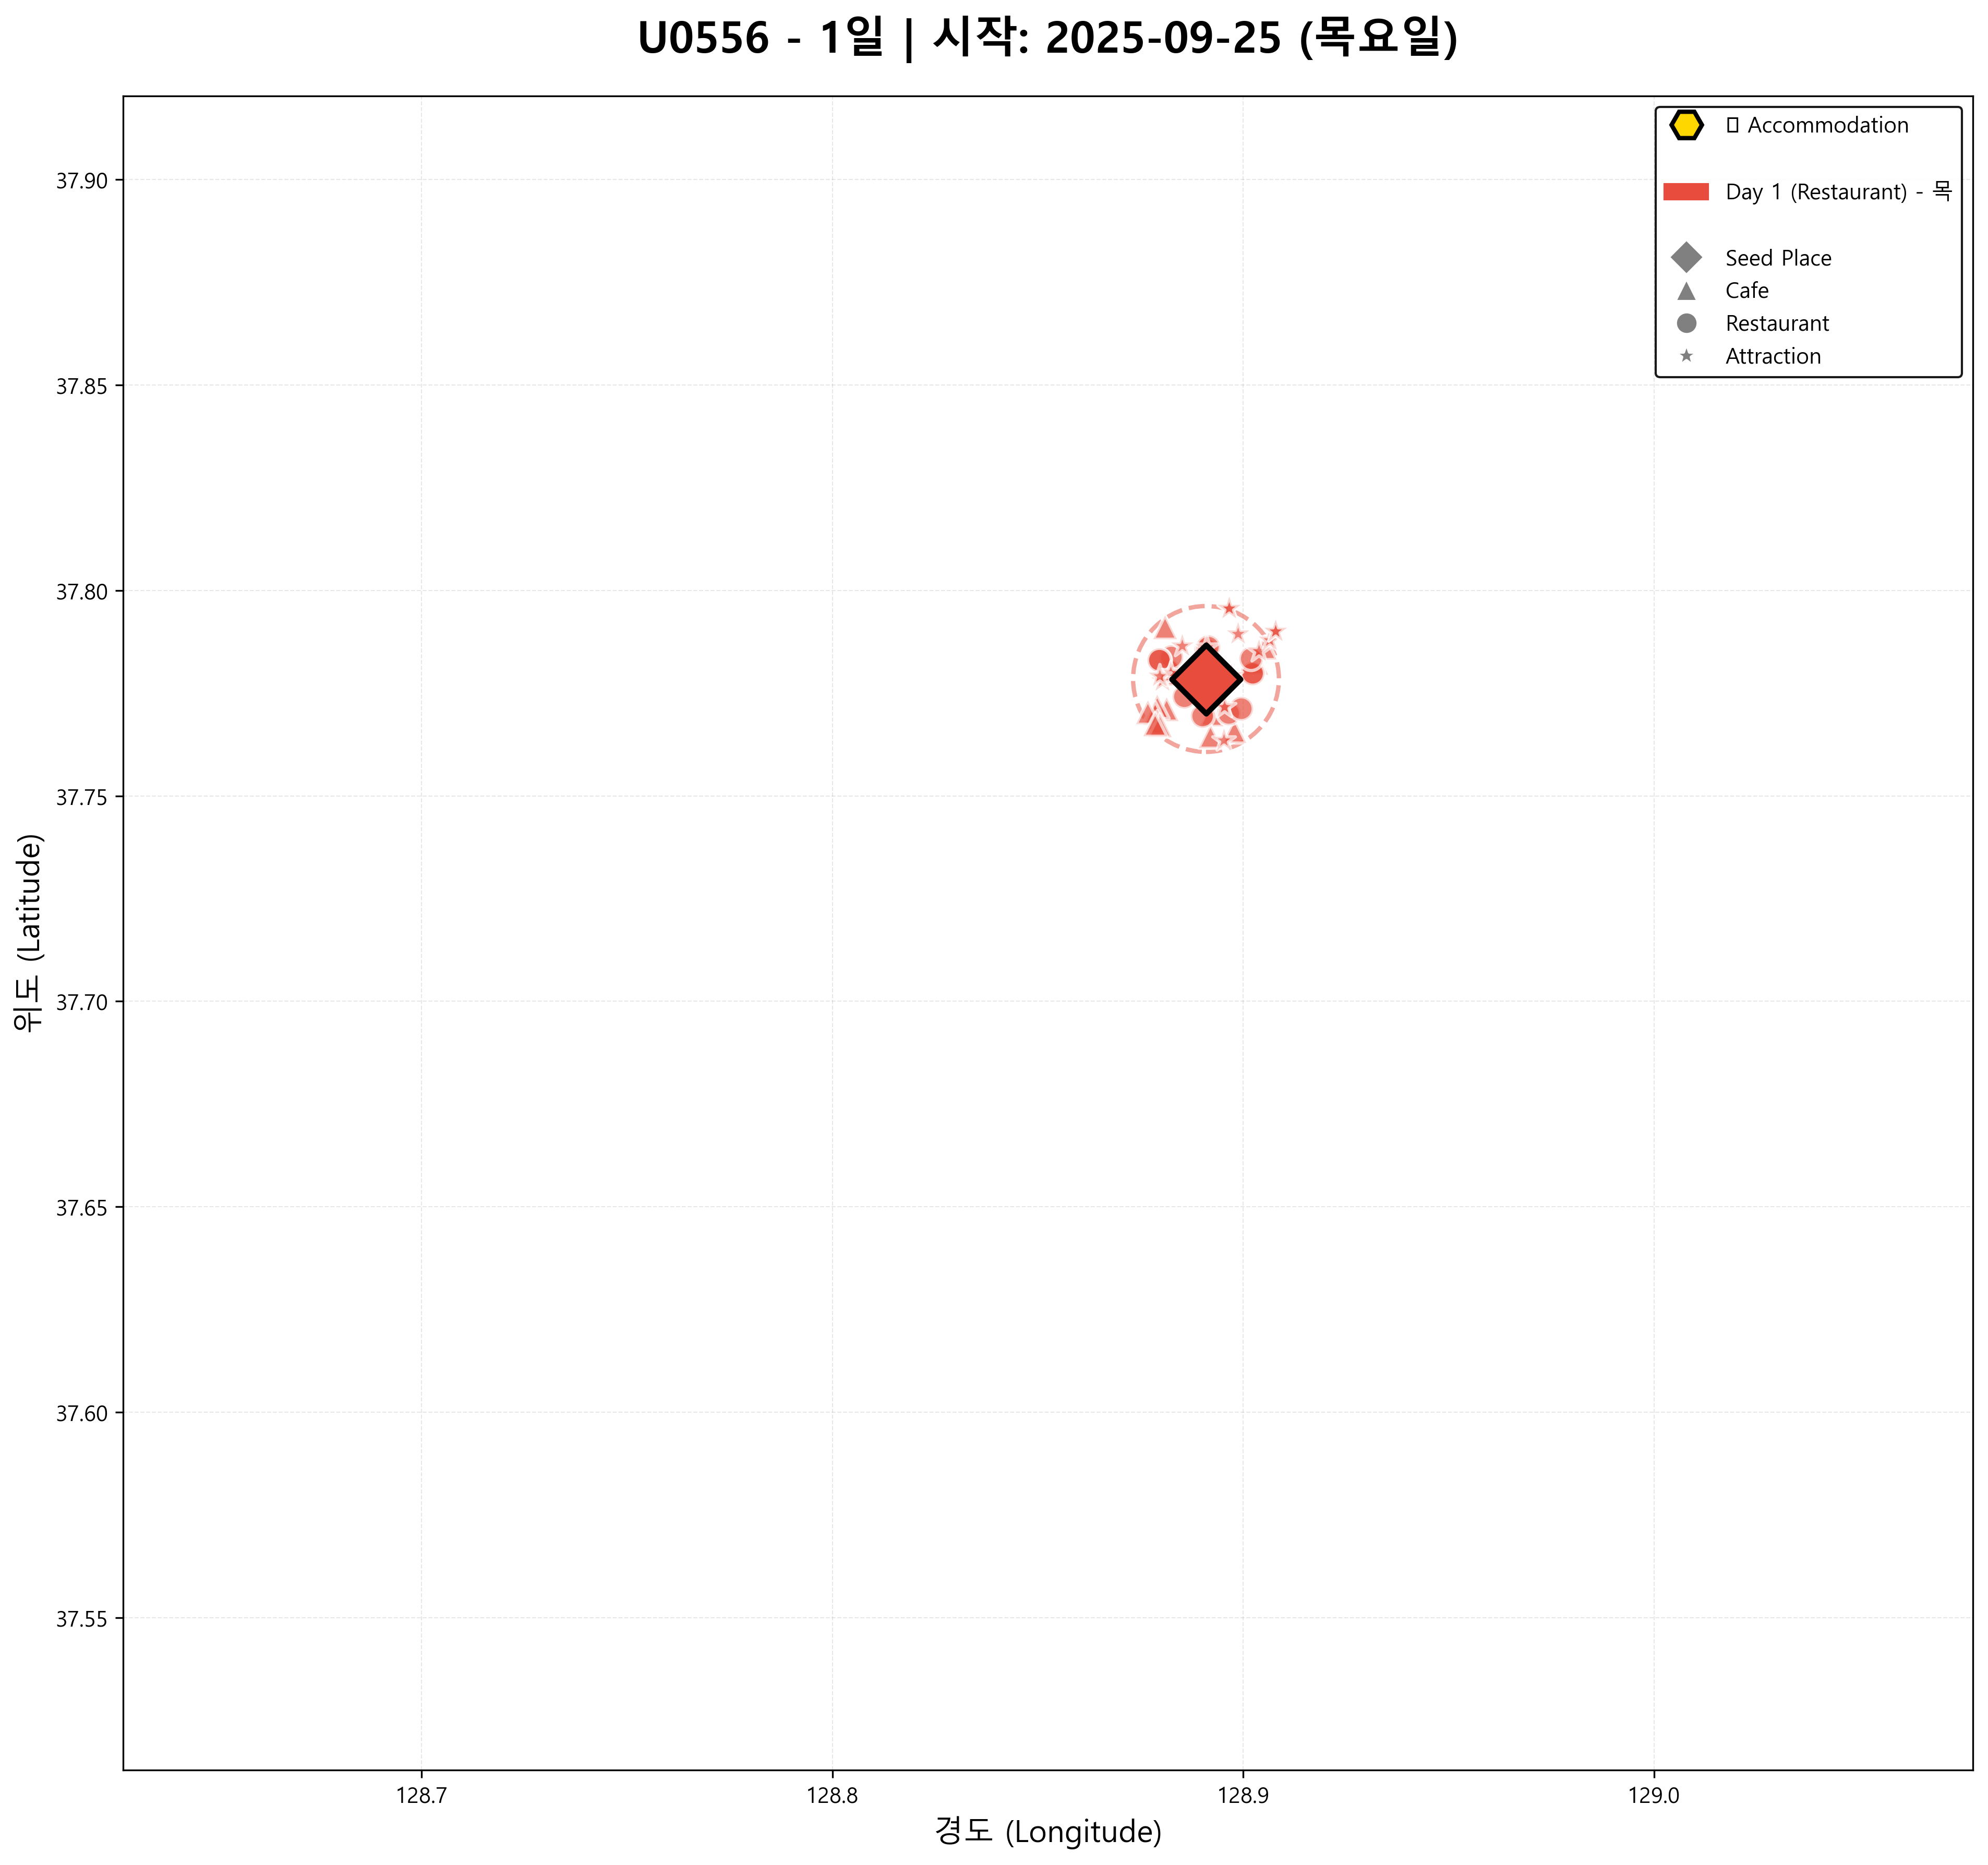 U0556 - 1일 | 시작: 2025-09-25 (목요일)
Accommodation
Day 1 (Restaurant) - 목
Seed Place
Cafe
Restaurant
Attraction
위도 (Latitude)
37.90
37.85
37.80
37.75
37.70
37.65
37.60
37.55
128.7
128.8
128.9
129.0
경도 (Longitude)